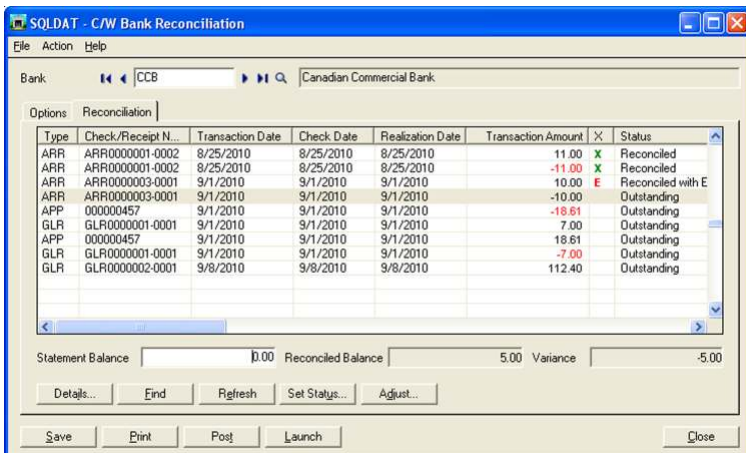 SQLDAT - C/W Bank Reconciliation
File Action Help
Bank CCB Canadian Commercial Bank
Options Reconciliation
Type Check/Receipt N... Transaction Date Check Date Realization Date Transaction Amount X Status
ARR ARR0000001-0002 8/25/2010 8/25/2010 8/25/2010 11.00 X Reconciled
ARR ARR0000001-0002 8/25/2010 8/25/2010 8/25/2010 -11.00 X Reconciled
ARR ARR0000003-0001 9/1/2010 9/1/2010 9/1/2010 10.00 E Reconciled with E
ARR ARR0000003-0001 9/1/2010 9/1/2010 9/1/2010 -10.00 Outstanding
APP 000000457 9/1/2010 9/1/2010 9/1/2010 -18.61 Outstanding
GLR GLR0000001-0001 9/1/2010 9/1/2010 9/1/2010 7.00 Outstanding
APP 000000457 9/1/2010 9/1/2010 9/1/2010 18.61 Outstanding
GLR GLR0000001-0001 9/1/2010 9/1/2010 9/1/2010 -7.00 Outstanding
GLR GLR0000002-0001 9/8/2010 9/8/2010 9/8/2010 112.40 Outstanding
Statement Balance 0.00 Reconciled Balance 5.00 Variance -5.00
Details... Find Refresh Set Status... Adjust...
Save Print Post Launch Close